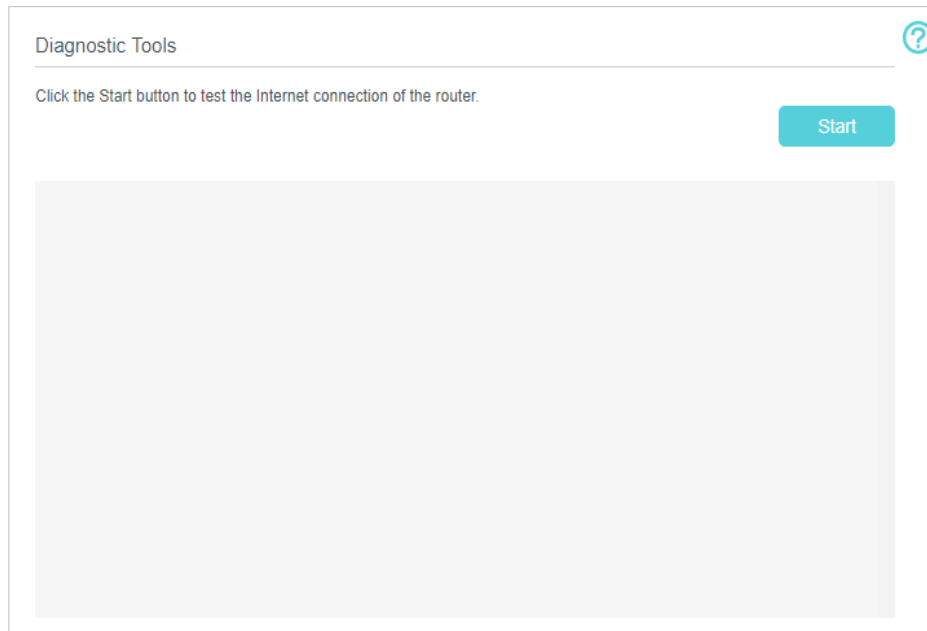 Diagnostic Tools
?
Click the Start button to test the Internet connection of the router.
Start